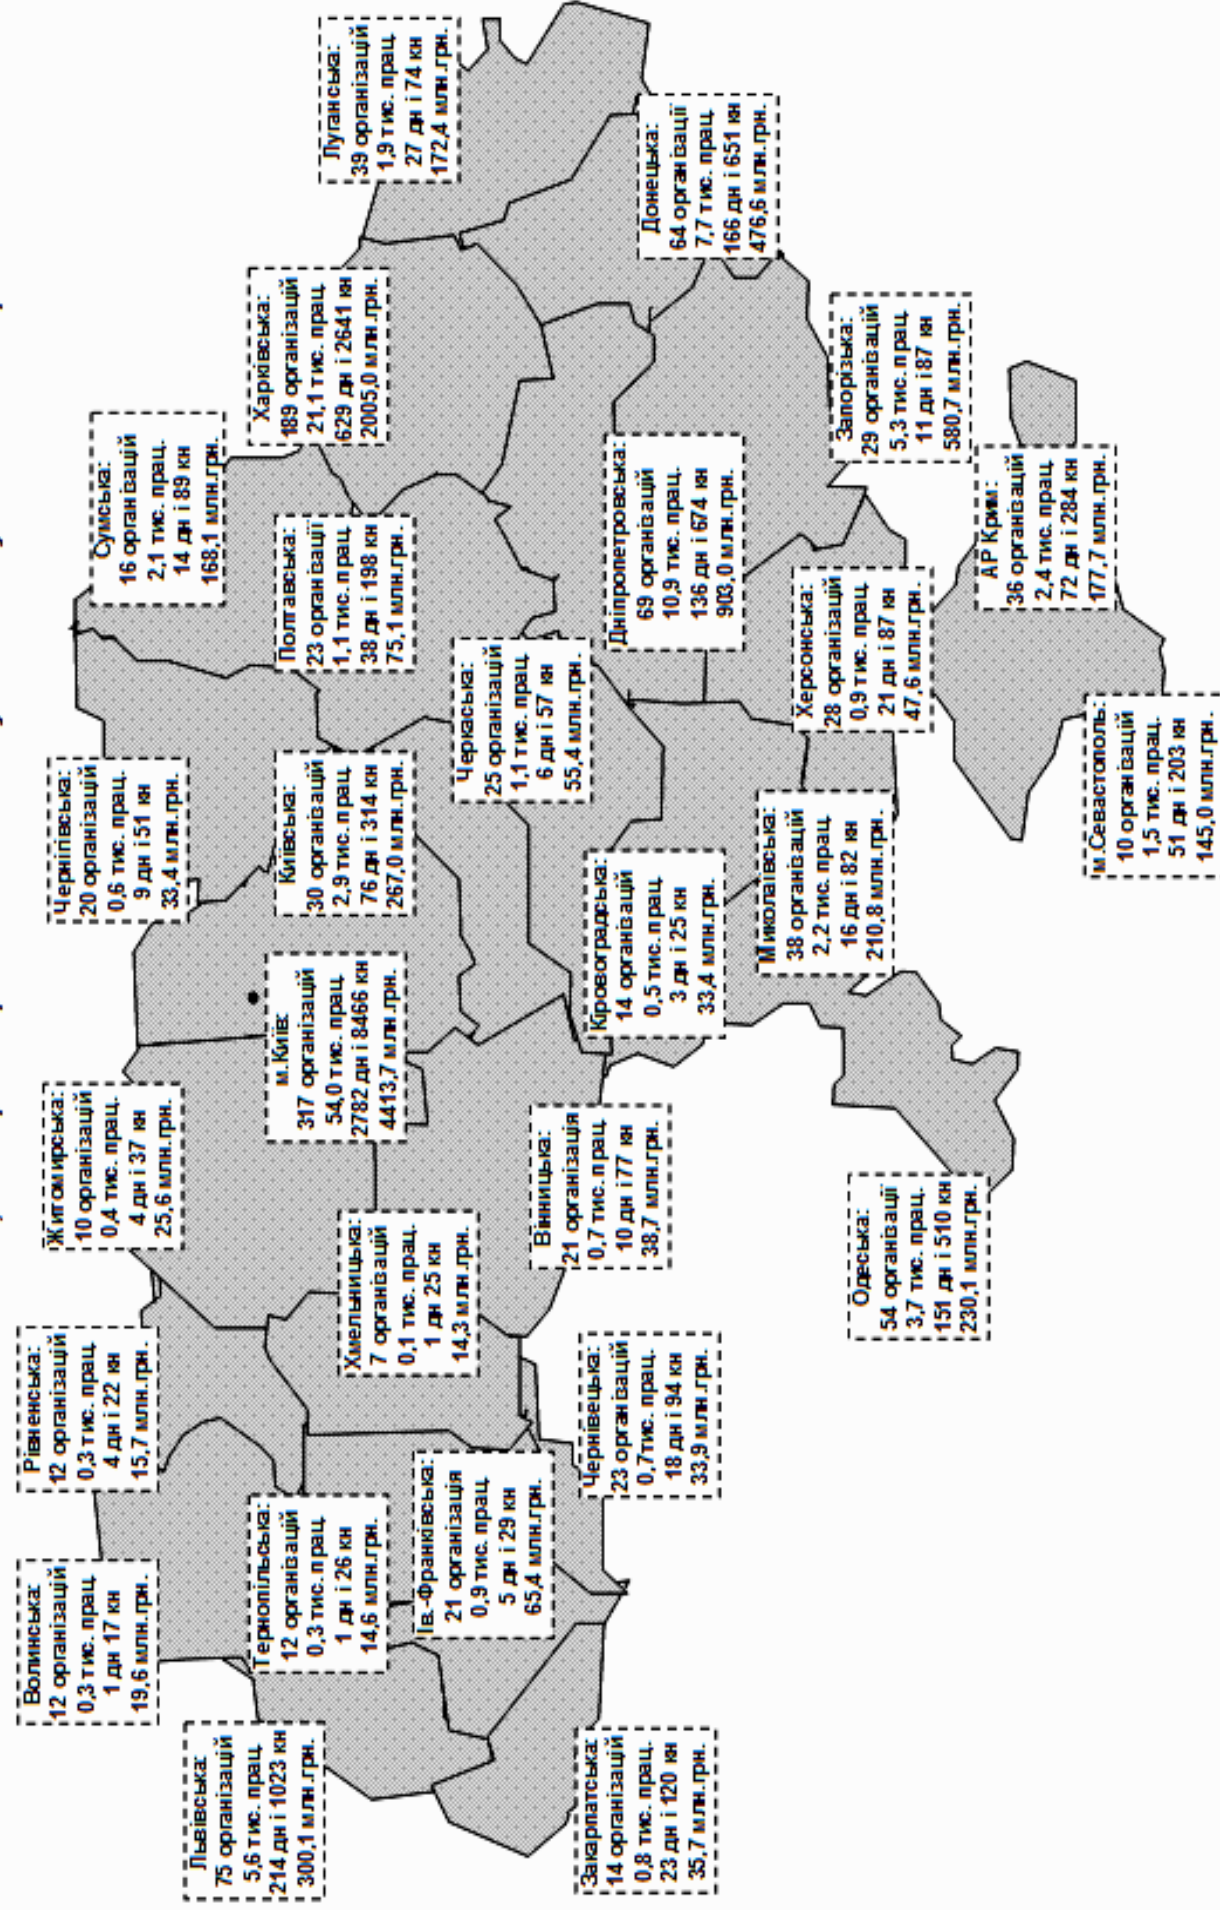 Волинська:
12 організацій
0,3 тис. прац.
1 дн 17 кн
19,6 млн.грн.
Рівненська:
12 організацій
0,3 тис. прац.
4 дн і 22 кн
15,7 млн.грн.
Житомирська:
10 організацій
0,4 тис. прац.
4 дн і 37 кн
25,6 млн.грн.
Чернігівська:
20 організацій
0,6 тис. прац.
9 дн і 51 кн
33,4 млн.грн.
Сумська:
16 організацій
2,1 тис. прац.
14 дн і 89 кн
168,1 млн.грн.
Львівська:
75 організацій
5,6 тис. прац.
214 дн і 1023 кн
300,1 млн.грн.
Тернопільська:
12 організацій
0,3 тис. прац.
1 дн і 26 кн
14,6 млн.грн.
Хмельницька:
7 організацій
0,1 тис. прац.
1 дн 25 кн
14,3 млн.грн.
м.Київ:
317 організацій
54,0 тис. прац.
2782 дн і 8466 кн
4413,7 млн.грн.
Київська:
30 організацій
2,9 тис. прац.
76 дн і 314 кн
267,0 млн.грн.
Полтавська:
23 організації
1,1 тис. прац.
38 дн і 198 кн
75,1 млн.грн.
Харківська:
189 організацій
21,1 тис. прац.
629 дн і 2641 кн
2005,0 млн.грн.
Луганська:
39 організацій
1,9 тис. прац.
27 дн і 74 кн
172,4 млн.грн.
Ів.-Франківська:
21 організація
0,9 тис. прац.
5 дн і 29 кн
65,4 млн.грн.
Черкаська:
25 організацій
1,1 тис. прац.
6 дн і 57 кн
55,4 млн.грн.
Закарпатська:
14 організацій
0,8 тис. прац.
23 дн і 120 кн
35,7 млн.грн.
Чернівецька:
23 організацій
0,7тис. прац.
18 дн і 94 кн
33,9 млн.грн.
Вінницька:
21 організація
0,7 тис. прац.
10 дн і 77 кн
38,7 млн.грн.
Кіровоградська:
14 організацій
0,5 тис. прац.
3 дн і 25 кн
33,4 млн.грн.
Дніпропетровська:
69 організацій
10,9 тис. прац.
136 дн і 674 кн
903,0 млн.грн.
Донецька:
64 організації
7,7 тис. прац.
166 дн і 651 кн
476,6 млн.грн.
Одеська:
54 організації
3,7 тис. прац.
151 дн і 510 кн
230,1 млн.грн.
Миколаівська:
38 організацій
2,2 тис. прац.
16 дн і 82 кн
210,8 млн.грн.
Херсонська:
28 організацій
0,9 тис. прац.
21 дн і 87 кн
47,6 млн.грн.
Запорізька:
29 організацій
5,3 тис. прац.
11 дн і 87 кн
580,7 млн.грн.
АР Крим:
36 організацій
2,4 тис. прац.
72 дн і 284 кн
177,7 млн.грн.
м.Севастополь:
10 організацій
1,5 тис. прац.
51 дн і 203 кн
145,0 млн.грн.